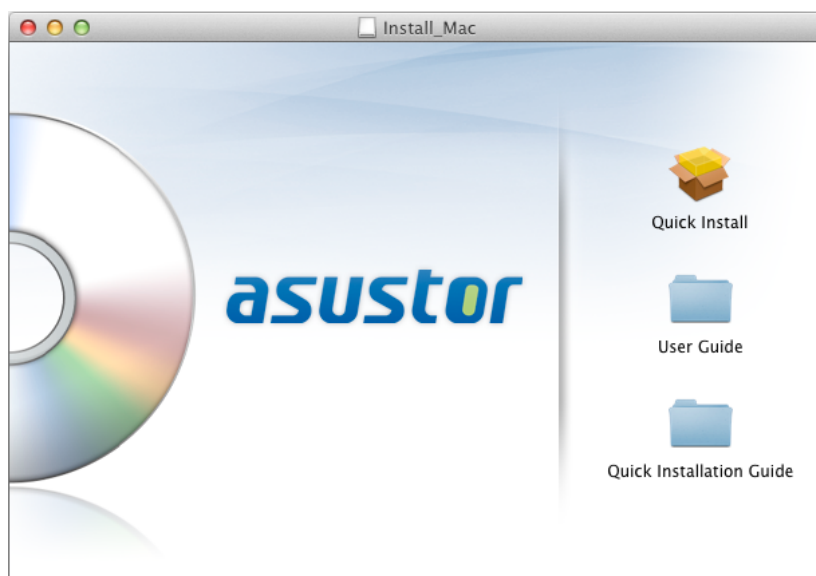 Install_Mac
asustor
Quick Install
User Guide
Quick Installation Guide